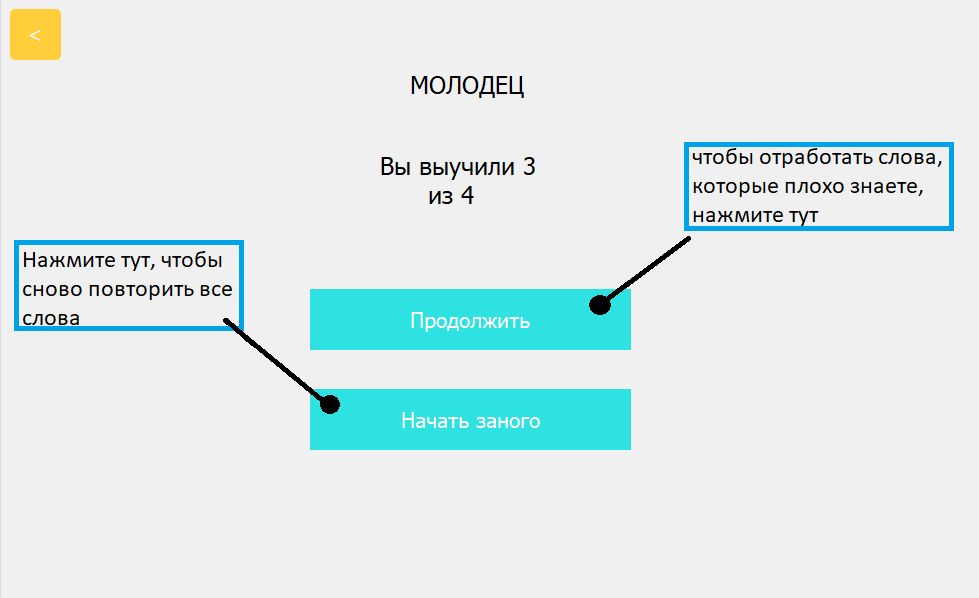 <
МОЛОДЕЦ
Вы выучили 3
из 4
чтобы отработать слова,
которые плохо знаете,
нажмите тут
Нажмите тут, чтобы
сново повторить все
слова
Продолжить
Начать заного